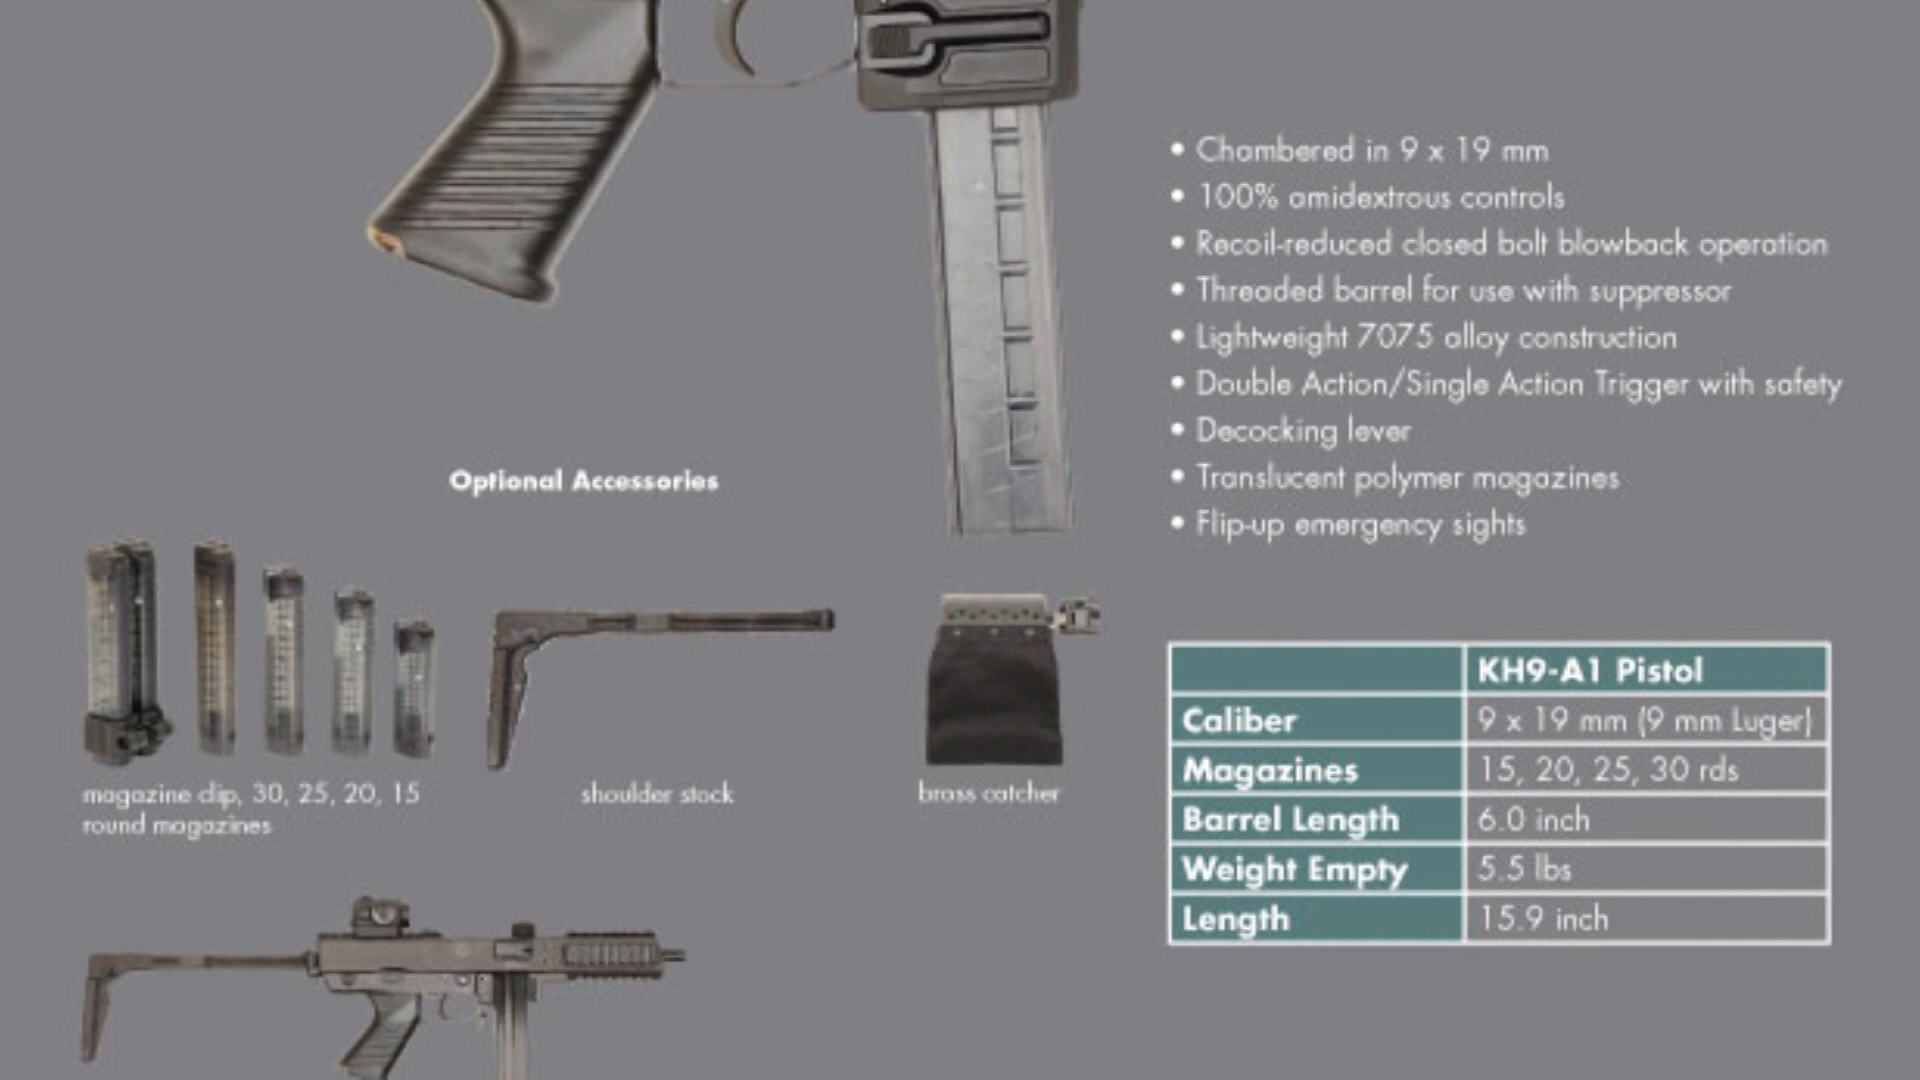 • Chambered in 9 x 19 mm
• 100% amidextrous controls
• Recoil-reduced closed bolt blowback operation
• Threaded barrel for use with suppressor
• Lightweight 7075 alloy construction
• Double Action/Single Action Trigger with safety
• Decocking lever
• Translucent polymer magazines
• Flip-up emergency sights
Optional Accessories
magazine clip, 30, 25, 20, 15
round magazines
shoulder stock
brass catcher
KH9-A1 Pistol
Caliber 9 x 19 mm (9 mm Luger)
Magazines 15, 20, 25, 30 rds
Barrel Length 6.0 inch
Weight Empty 5.5 lbs
Length 15.9 inch